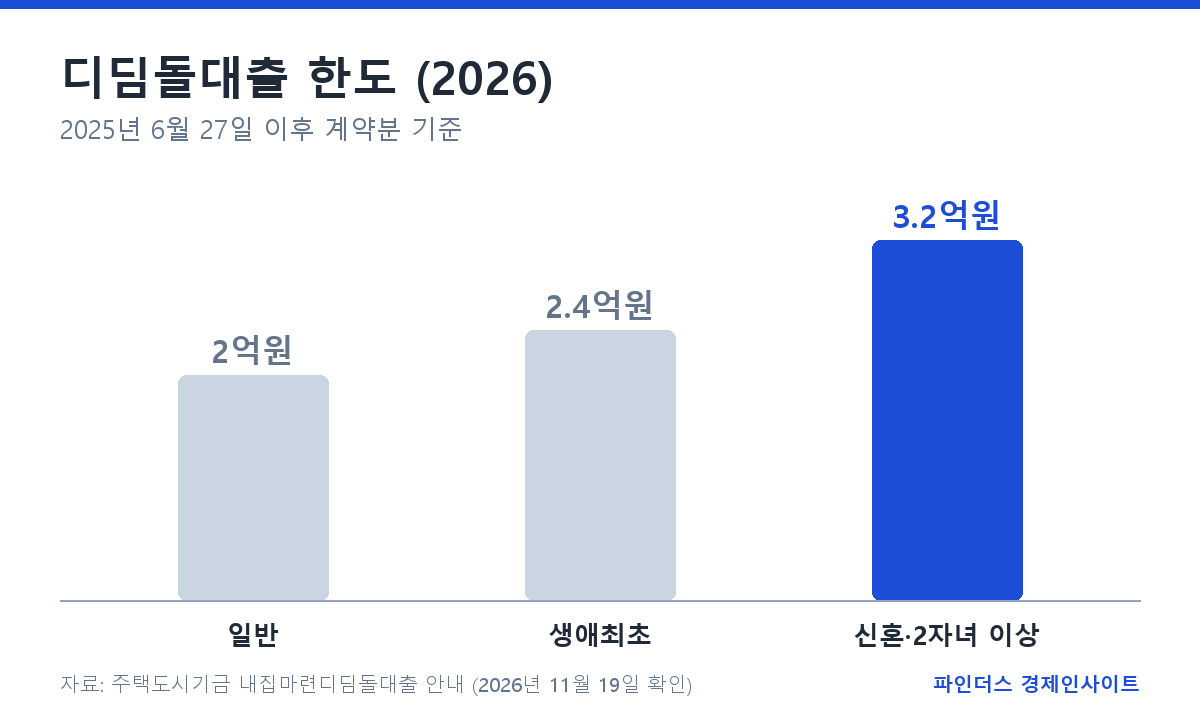 디딤돌대출 한도 (2026)
2025년 6월 27일 이후 계약분 기준
3.2억원
2.4억원
2억원
일반
생애최초
신혼·2자녀 이상
자료: 주택도시기금 내집마련디딤돌대출 안내 (2026년 11월 19일 확인)
파인더스 경제인사이트